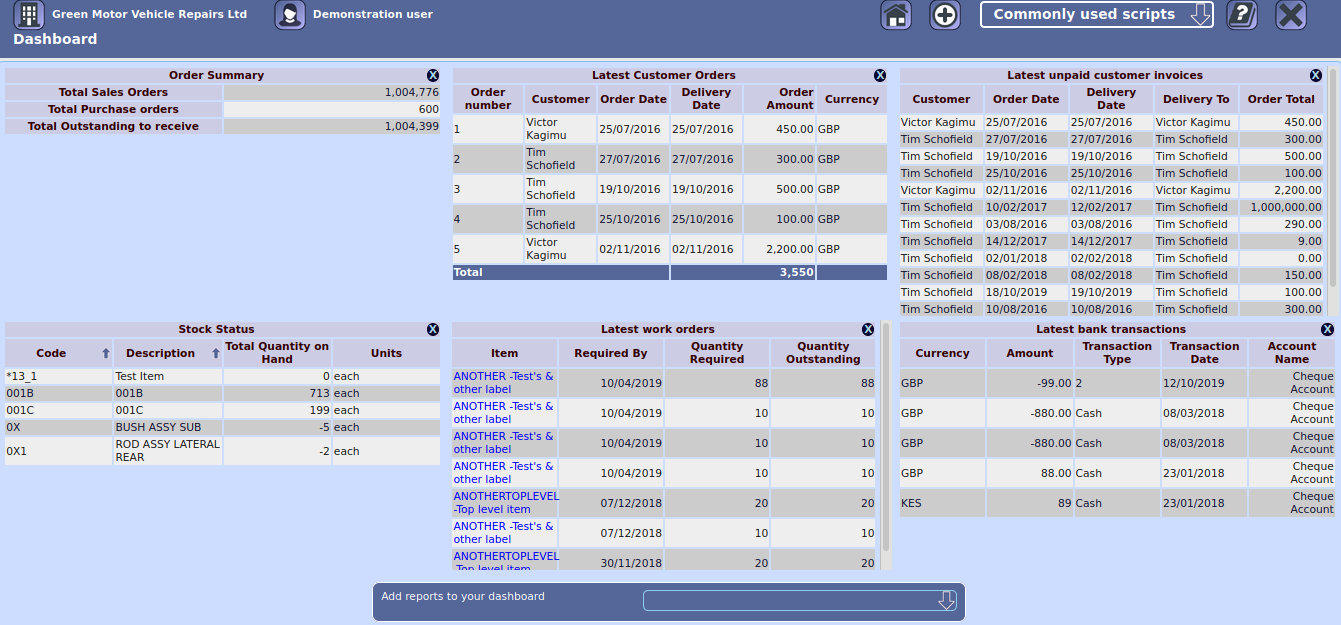 Green Motor Vehicle Repairs Ltd Demonstration user Commonly used scripts ?
Dashboard
Order Summary X
Total Sales Orders 1,004,776
Total Purchase orders 600
Total Outstanding to receive 1,004,399
Latest Customer Orders X
Order number Customer Order Date Delivery Date Order Amount Currency
1 Victor Kagimu 25/07/2016 25/07/2016 450.00 GBP
2 Tim Schofield 27/07/2016 27/07/2016 300.00 GBP
3 Tim Schofield 19/10/2016 19/10/2016 500.00 GBP
4 Tim Schofield 25/10/2016 25/10/2016 100.00 GBP
5 Victor Kagimu 02/11/2016 02/11/2016 2,200.00 GBP
Total 3,550
Latest unpaid customer invoices X
Customer Order Date Delivery Date Delivery To Order Total
Victor Kagimu 25/07/2016 25/07/2016 Victor Kagimu 450.00
Tim Schofield 27/07/2016 27/07/2016 Tim Schofield 300.00
Tim Schofield 19/10/2016 19/10/2016 Tim Schofield 500.00
Tim Schofield 25/10/2016 25/10/2016 Tim Schofield 100.00
Victor Kagimu 02/11/2016 02/11/2016 Victor Kagimu 2,200.00
Tim Schofield 10/02/2017 12/02/2017 Tim Schofield 1,000,000.00
Tim Schofield 03/08/2016 03/08/2016 Tim Schofield 290.00
Tim Schofield 14/12/2017 14/12/2017 Tim Schofield 9.00
Tim Schofield 02/01/2018 02/02/2018 Tim Schofield 0.00
Tim Schofield 08/02/2018 08/02/2018 Tim Schofield 150.00
Tim Schofield 18/10/2019 19/10/2019 Tim Schofield 100.00
Tim Schofield 10/08/2016 10/08/2016 Tim Schofield 300.00
Stock Status X
Code Description Total Quantity on Hand Units
*13_1 Test Item 0 each
001B 001B 713 each
001C 001C 199 each
0X BUSH ASSY SUB -5 each
0X1 ROD ASSY LATERAL REAR -2 each
Latest work orders X
Item Required By Quantity Required Quantity Outstanding
ANOTHER -Test's & other label 10/04/2019 88 88
ANOTHER -Test's & other label 10/04/2019 10 10
ANOTHER -Test's & other label 10/04/2019 10 10
ANOTHER -Test's & other label 10/04/2019 10 10
ANOTHERTOPLEVEL -Top level item 07/12/2018 20 20
ANOTHER -Test's & other label 07/12/2018 10 10
ANOTHERTOPLEVEL -Top level item 30/11/2018 20 20
Latest bank transactions X
Currency Amount Transaction Type Transaction Date Account Name
GBP -99.00 2 12/10/2019 Cheque Account
GBP -880.00 Cash 08/03/2018 Cheque Account
GBP -880.00 Cash 08/03/2018 Cheque Account
GBP 88.00 Cash 23/01/2018 Cheque Account
KES 89 Cash 23/01/2018 Cheque Account
Add reports to your dashboard